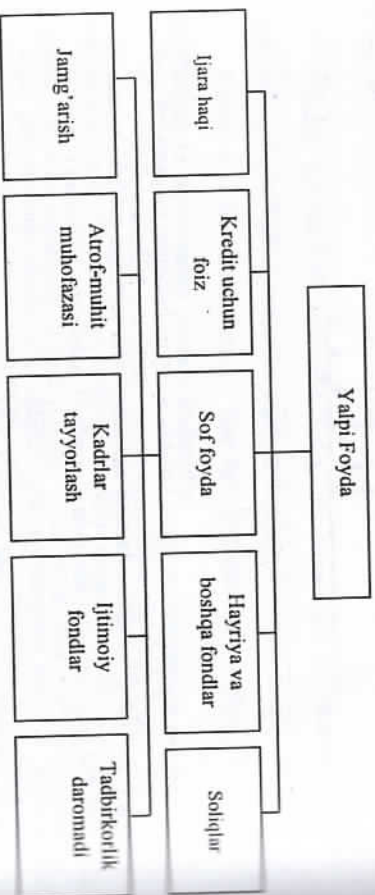 Yalpi Foyda
Ijara haqi
Kredit uchun
foiz
Sof foyda
Hayriya va
boshqa fondlar
Soliqlar
Jamg'arish
Atrof-muhit
muhofazasi
Kadrlar
tayyorlash
Ijtimoiy
fondlar
Tadbirkorlik
daromadi